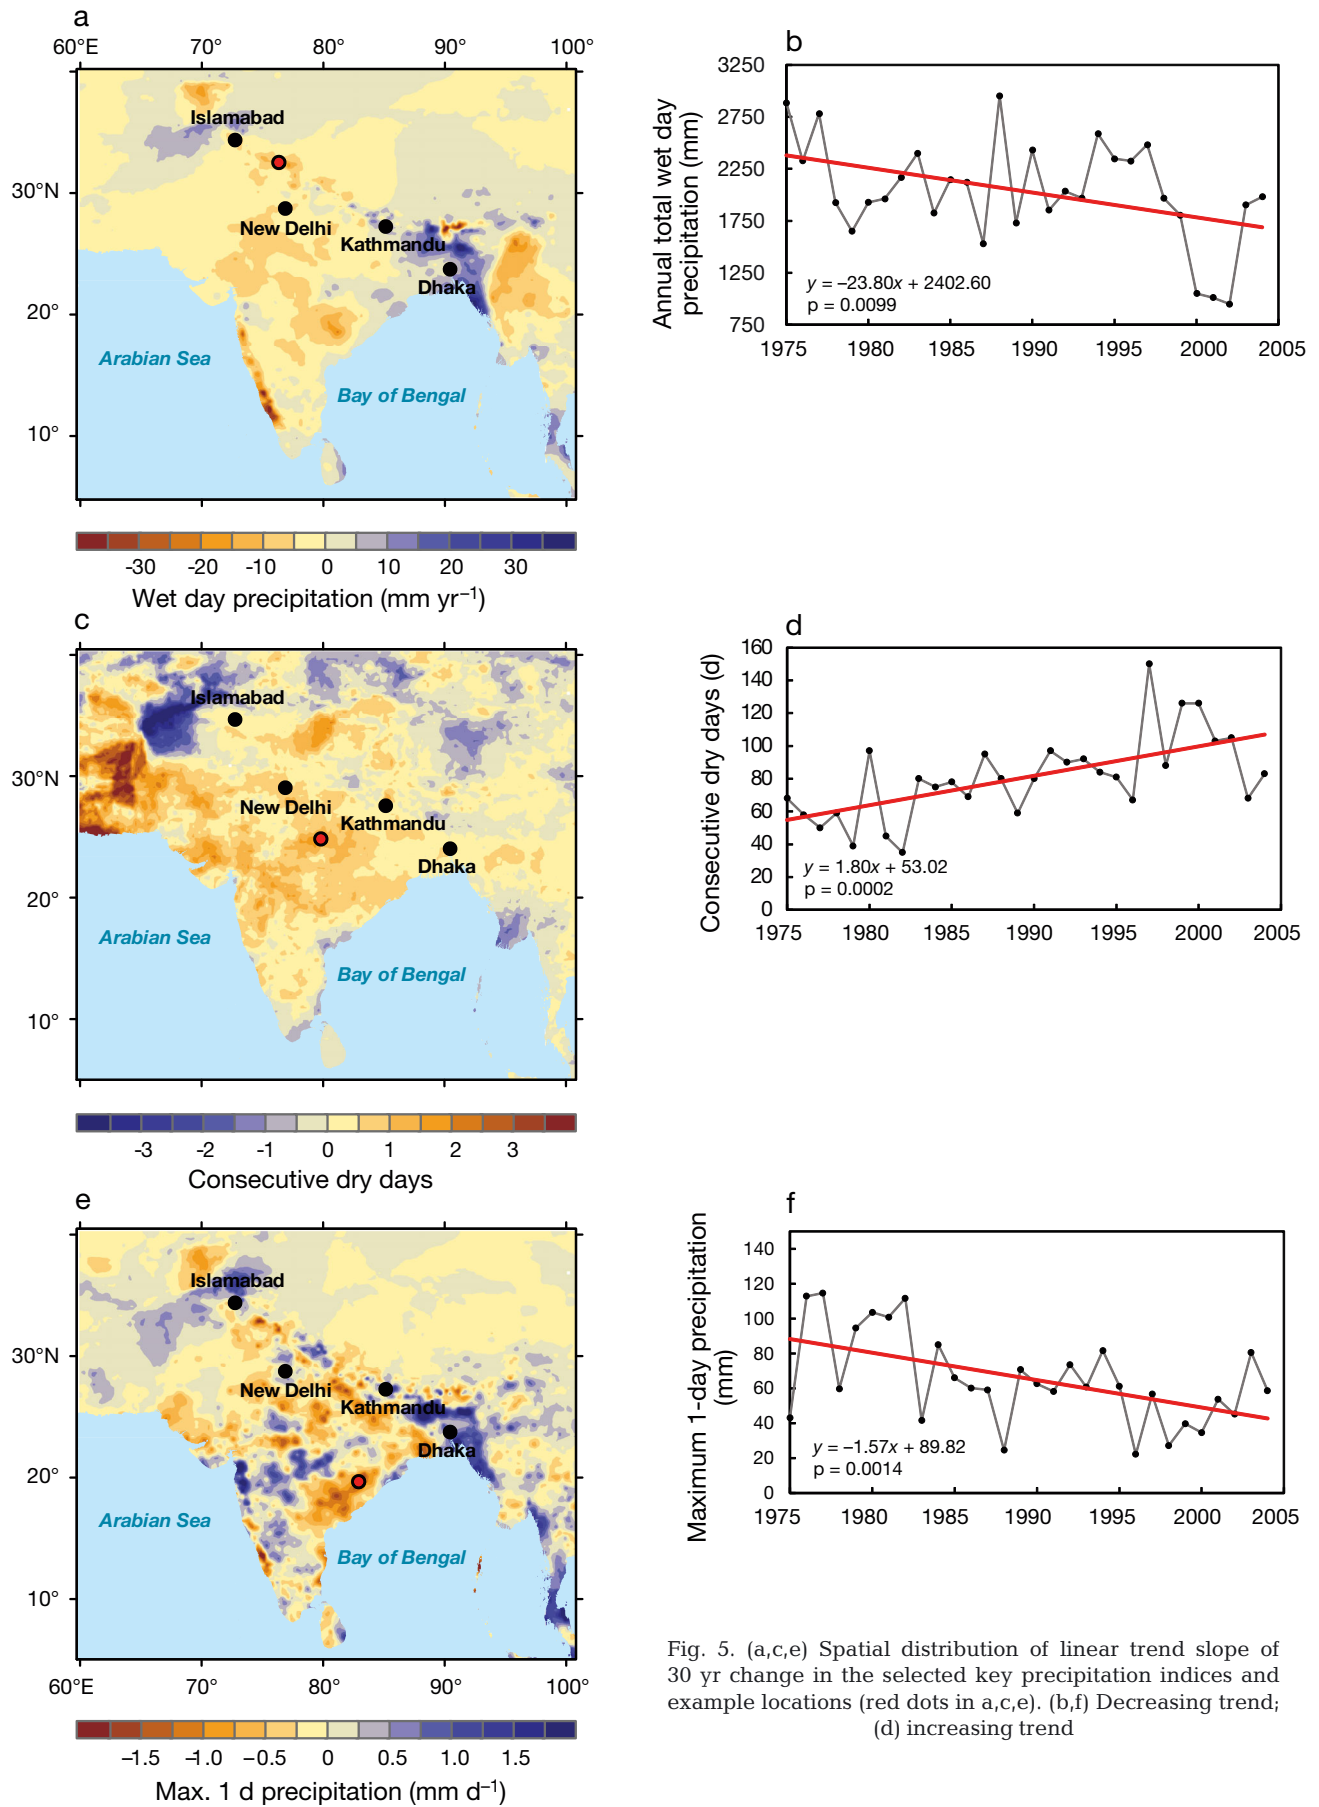 a
60°E 70° 80° 90° 100°
Islamabad
30°N
New Delhi
Kathmandu
Dhaka
20°
Arabian Sea
Bay of Bengal
10°
-30 -20 -10 0 10 20 30
Wet day precipitation (mm yr⁻¹)
b
Annual total wet day
precipitation (mm)
3250
2750
2250
1750
1250
750
y = –23.80x + 2402.60
p = 0.0099
1975 1980 1985 1990 1995 2000 2005
c
Islamabad
30°N
New Delhi
Kathmandu
Dhaka
20°
Arabian Sea
Bay of Bengal
10°
-3 -2 -1 0 1 2 3
Consecutive dry days
d
Consecutive dry days (d)
160
140
120
100
80
60
40
20
0
y = 1.80x + 53.02
p = 0.0002
1975 1980 1985 1990 1995 2000 2005
e
Islamabad
30°N
New Delhi
Kathmandu
Dhaka
20°
Arabian Sea
Bay of Bengal
10°
60°E 70° 80° 90° 100°
–1.5 –1.0 –0.5 0 0.5 1.0 1.5
Max. 1 d precipitation (mm d⁻¹)
f
Maximum 1-day precipitation
(mm)
140
120
100
80
60
40
20
0
y = –1.57x + 89.82
p = 0.0014
1975 1980 1985 1990 1995 2000 2005
Fig. 5. (a,c,e) Spatial distribution of linear trend slope of
30 yr change in the selected key precipitation indices and
example locations (red dots in a,c,e). (b,f) Decreasing trend;
(d) increasing trend